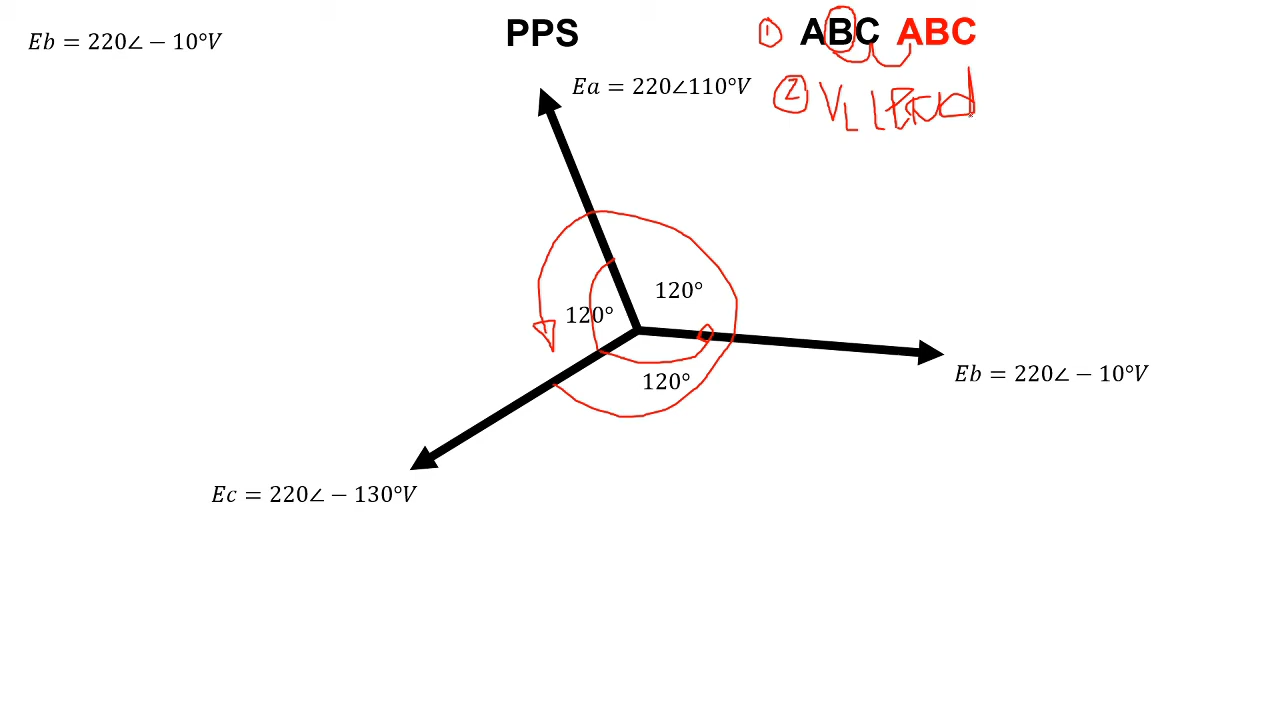 Eb = 220∠ − 10°V
PPS
① ABC ABC
Ea = 220∠110°V
② VL
120°
120°
120°
Eb = 220∠ − 10°V
Ec = 220∠ − 130°V